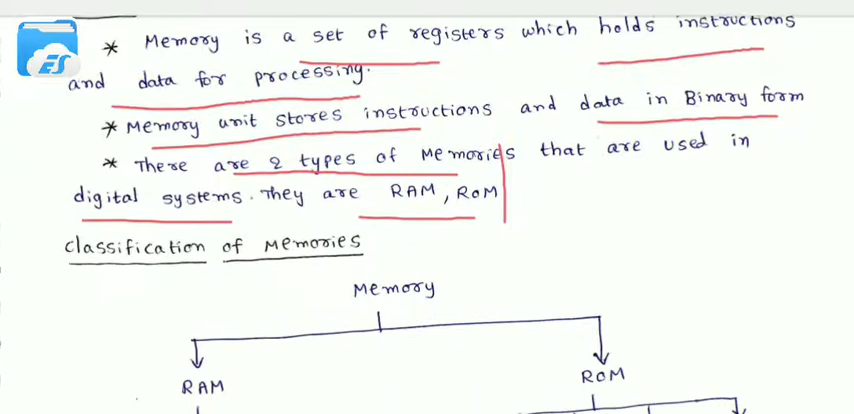 * Memory is a set of registers which holds instructions
and data for processing.
* Memory unit stores instructions and data in Binary form
* There are 2 types of Memories that are used in
digital systems. They are RAM, ROM
classification of Memories
Memory
RAM
ROM
ES